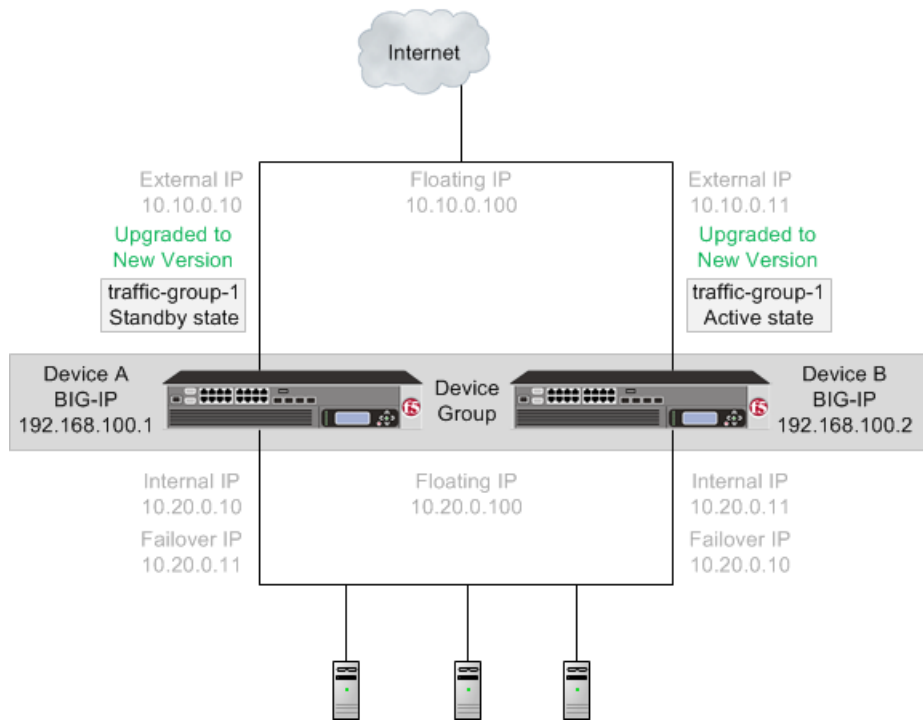 Internet
External IP
10.10.0.10
Floating IP
10.10.0.100
External IP
10.10.0.11
Upgraded to
New Version
Upgraded to
New Version
traffic-group-1
Standby state
traffic-group-1
Active state
Device A
BIG-IP
192.168.100.1
f5
Device
Group
f5
Device B
BIG-IP
192.168.100.2
Internal IP
10.20.0.10
Floating IP
10.20.0.100
Internal IP
10.20.0.11
Failover IP
10.20.0.11
Failover IP
10.20.0.10